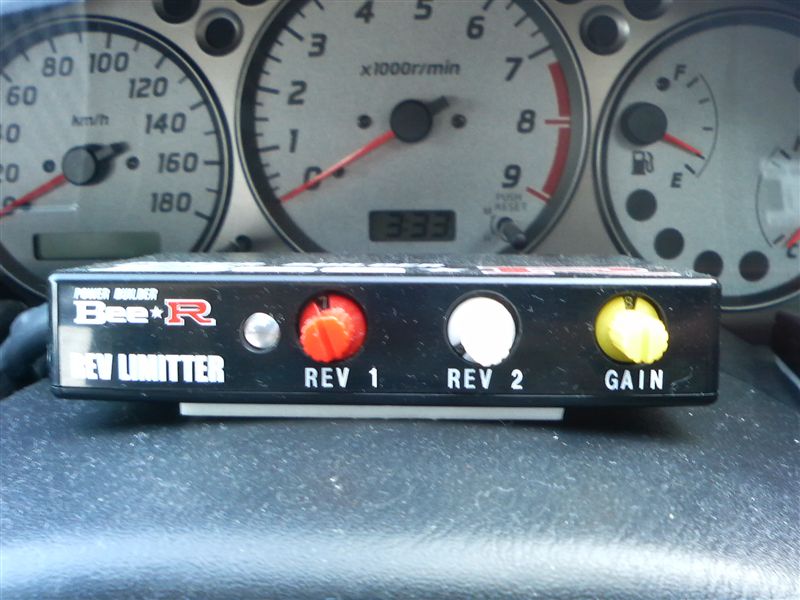 60 80 100 120 140 160 180
km/h
0 1 2 3 4 5 6 7 8 9
x1000r/min
PUSH
RESET
3:33
F
E
C
POWER BUILDER
Bee★R
REV LIMITTER
REV 1
REV 2
GAIN